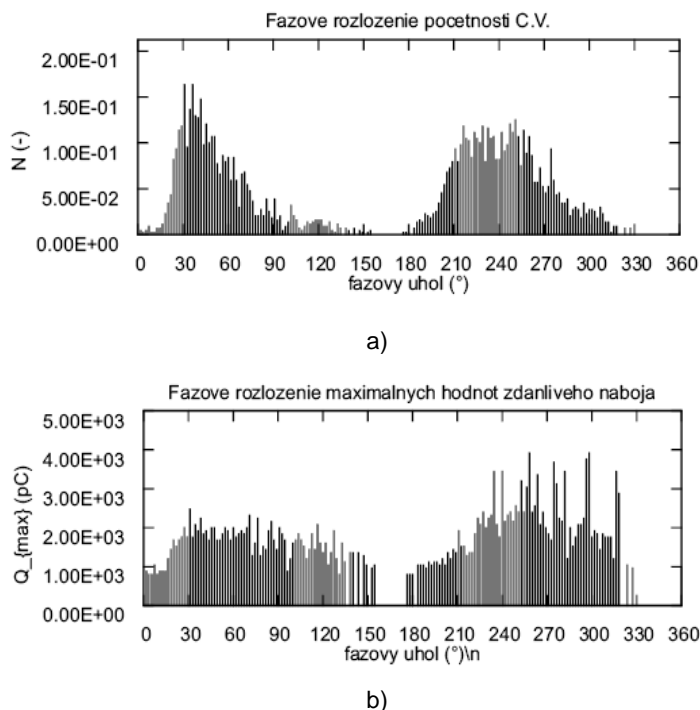 Fazove rozlozenie pocetnosti C.V.
2.00E-01
1.50E-01
1.00E-01
5.00E-02
0.00E+00
N (-)
0 30 60 90 120 150 180 210 240 270 300 330 360
fazovy uhol (°)
a)
Fazove rozlozenie maximalnych hodnot zdanliveho naboja
5.00E+03
4.00E+03
3.00E+03
2.00E+03
1.00E+03
0.00E+00
Q_{max} (pC)
0 30 60 90 120 150 180 210 240 270 300 330 360
fazovy uhol (°)\n
b)